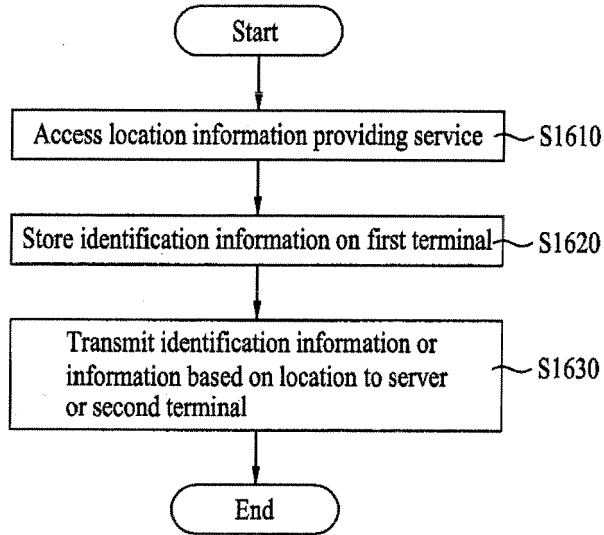 Start
Access location information providing service
S1610
Store identification information on first terminal
S1620
Transmit identification information or
information based on location to server
or second terminal
S1630
End